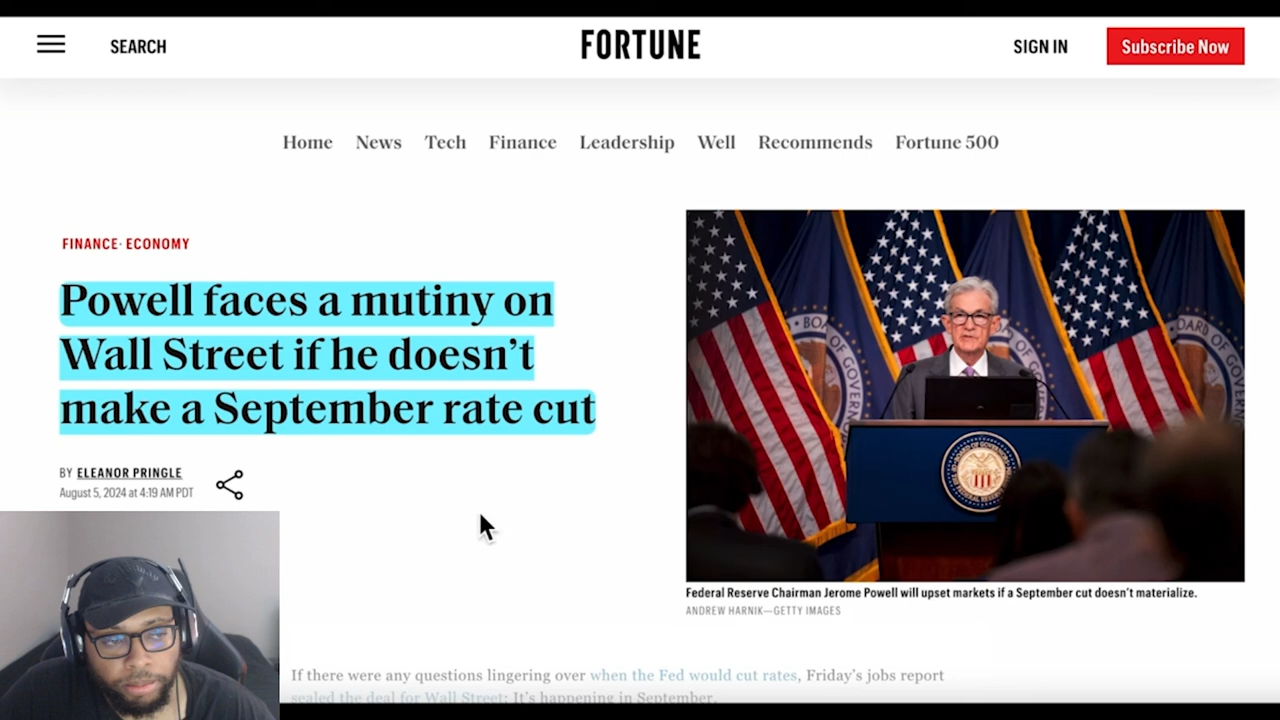 SEARCH
FORTUNE
SIGN IN
Subscribe Now
Home News Tech Finance Leadership Well Recommends Fortune 500
FINANCE· ECONOMY
Powell faces a mutiny on
Wall Street if he doesn't
make a September rate cut
BY ELEANOR PRINGLE
August 5, 2024 at 4:19 AM PDT
Federal Reserve Chairman Jerome Powell will upset markets if a September cut doesn't materialize.
ANDREW HARNIK—GETTY IMAGES
If there were any questions lingering over when the Fed would cut rates, Friday's jobs report
sealed the deal for Wall Street: It's happening in September.